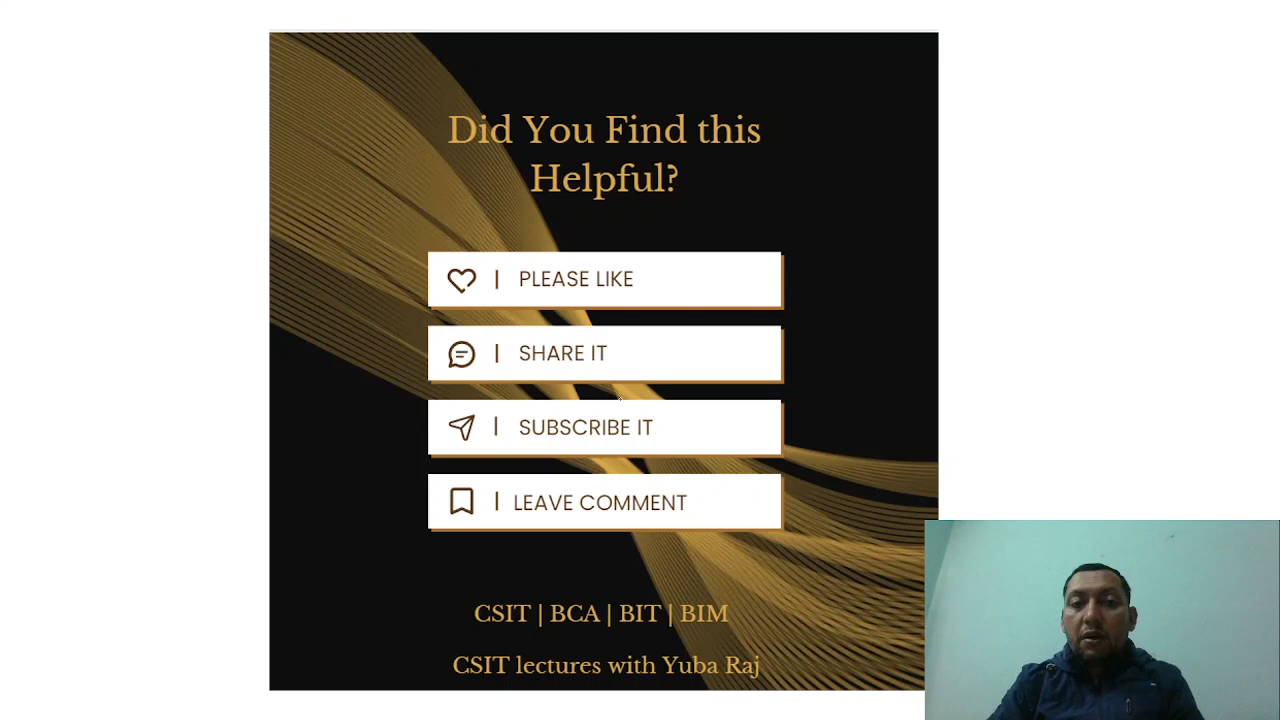 Did You Find this
Helpful?
| PLEASE LIKE
| SHARE IT
| SUBSCRIBE IT
| LEAVE COMMENT
CSIT | BCA | BIT | BIM
CSIT lectures with Yuba Raj